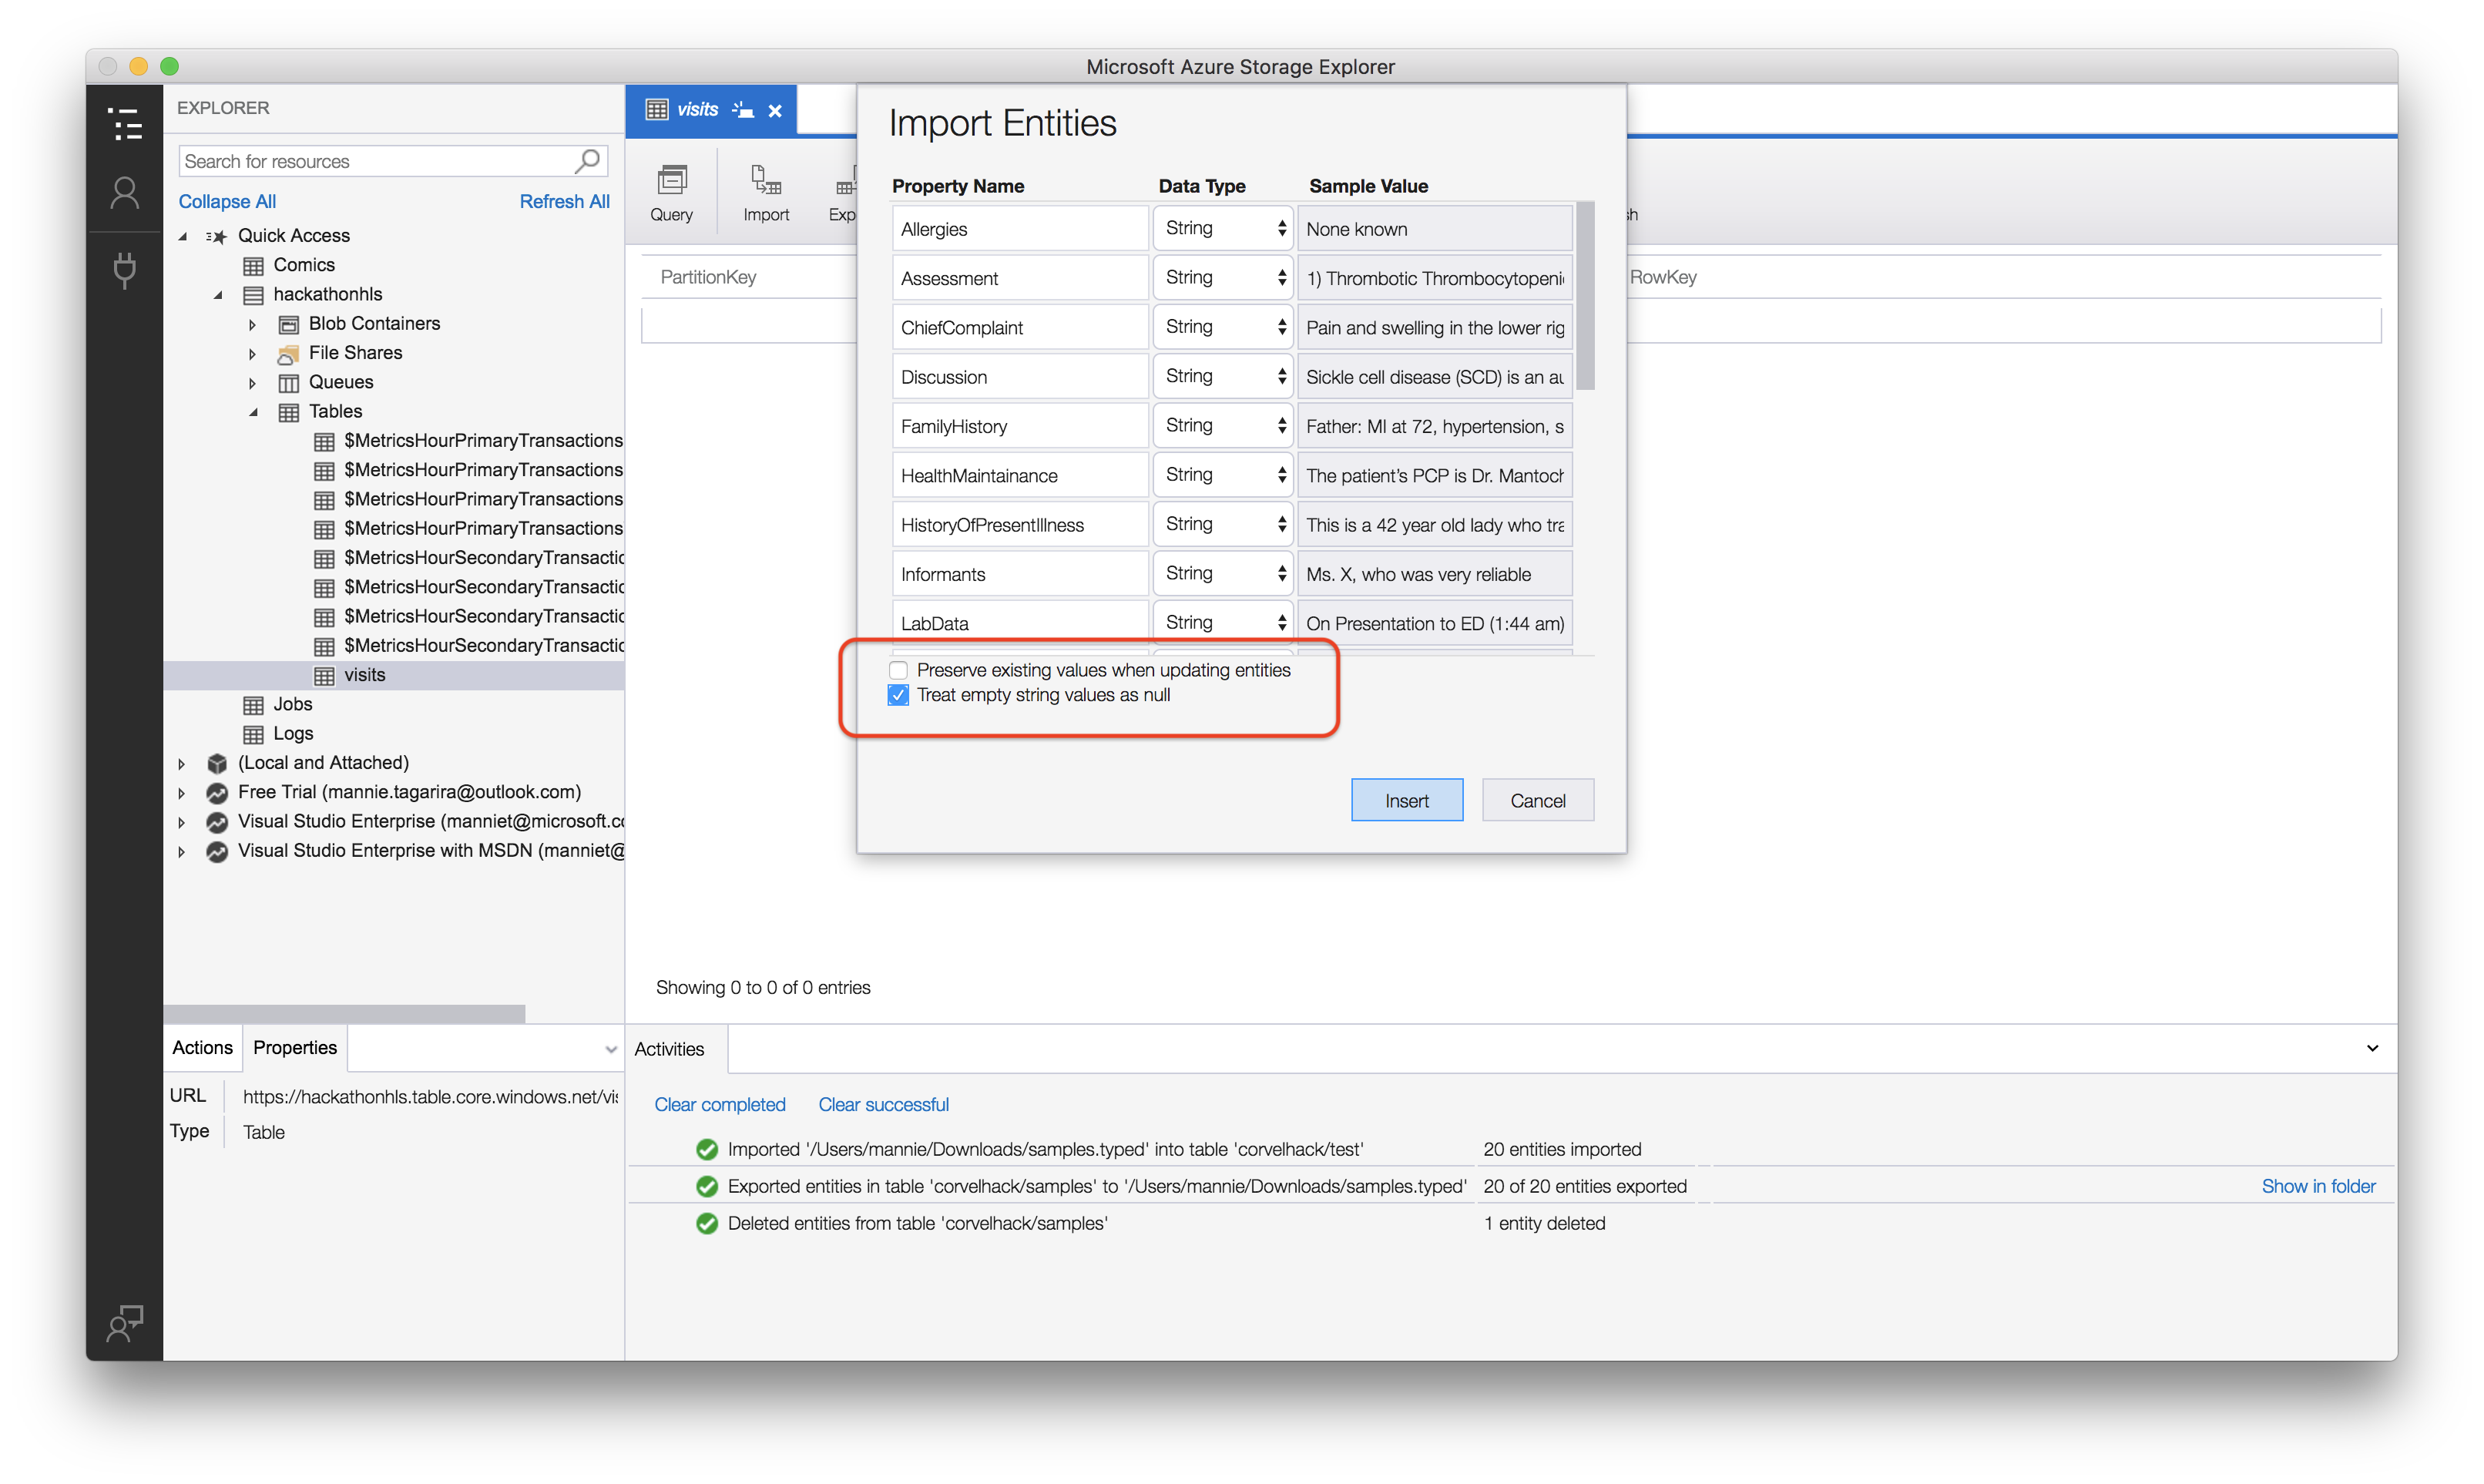 Microsoft Azure Storage Explorer
EXPLORER
Search for resources
Collapse All
Refresh All
Quick Access
Comics
hackathonhls
Blob Containers
File Shares
Queues
Tables
$MetricsHourPrimaryTransactions
$MetricsHourPrimaryTransactions
$MetricsHourPrimaryTransactions
$MetricsHourPrimaryTransactions
$MetricsHourSecondaryTransactic
$MetricsHourSecondaryTransactic
$MetricsHourSecondaryTransactic
$MetricsHourSecondaryTransactic
visits
Jobs
Logs
(Local and Attached)
Free Trial (mannie.tagarira@outlook.com)
Visual Studio Enterprise (manniet@microsoft.co
Visual Studio Enterprise with MSDN (manniet@
Actions
Properties
URL
https://hackathonhls.table.core.windows.net/vis
Type
Table
visits
Query
Import
Exp
sh
PartitionKey
RowKey
Import Entities
Property Name Data Type Sample Value
Allergies String None known
Assessment String 1) Thrombotic Thrombocytopeni
ChiefComplaint String Pain and swelling in the lower rig
Discussion String Sickle cell disease (SCD) is an au
FamilyHistory String Father: MI at 72, hypertension, s
HealthMaintainance String The patient’s PCP is Dr. Mantoch
HistoryOfPresentIllness String This is a 42 year old lady who tra
Informants String Ms. X, who was very reliable
LabData String On Presentation to ED (1:44 am)
Preserve existing values when updating entities
Treat empty string values as null
Insert
Cancel
Showing 0 to 0 of 0 entries
Activities
Clear completed
Clear successful
Imported '/Users/mannie/Downloads/samples.typed' into table 'corvelhack/test' 20 entities imported
Exported entities in table 'corvelhack/samples' to '/Users/mannie/Downloads/samples.typed' 20 of 20 entities exported Show in folder
Deleted entities from table 'corvelhack/samples' 1 entity deleted